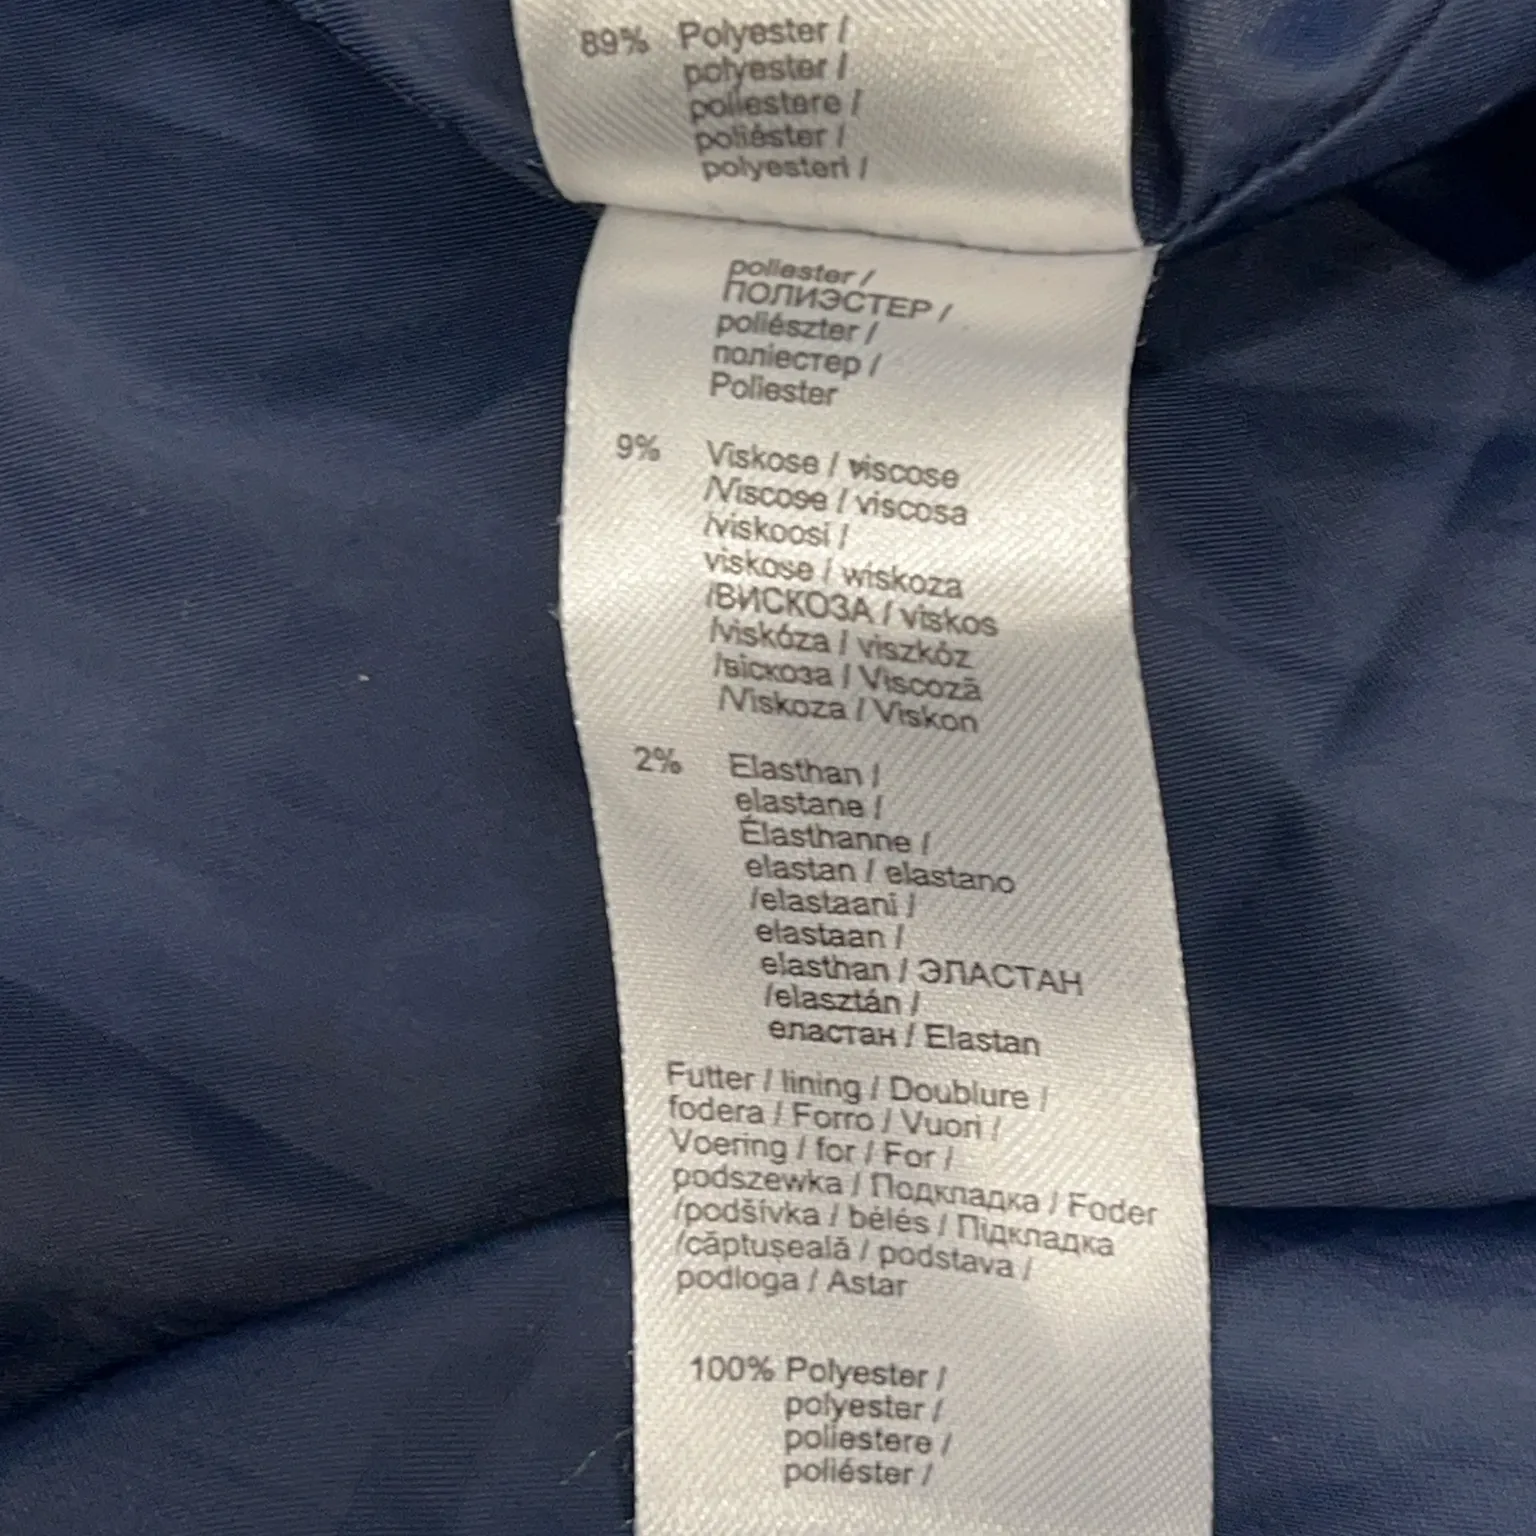 89% Polyester /
polyester /
poliestere /
poliéster /
polyesteri /
poliester /
ПОЛИЭСТЕР /
poliészter /
поліестер /
Poliester
9% Viskose / viscose
/Viscose / viscosa
/viskoosi /
viskose / wiskoza
/ВИСКОЗА / viskos
/viskóza / viszkóz
/віскоза / Viscoză
/Viskoza / Viskon
2% Elasthan /
elastane /
Élasthanne /
elastan / elastano
/elastaani /
elastaan /
elasthan / ЭЛАСТАН
/elasztán /
еластан / Elastan
Futter / lining / Doublure /
fodera / Forro / Vuori /
Voering / for / For /
podszewka / Подкладка / Foder
/podšívka / bélés / Підкладка
/căptușeală / podstava /
podloga / Astar
100% Polyester /
polyester /
poliestere /
poliéster /